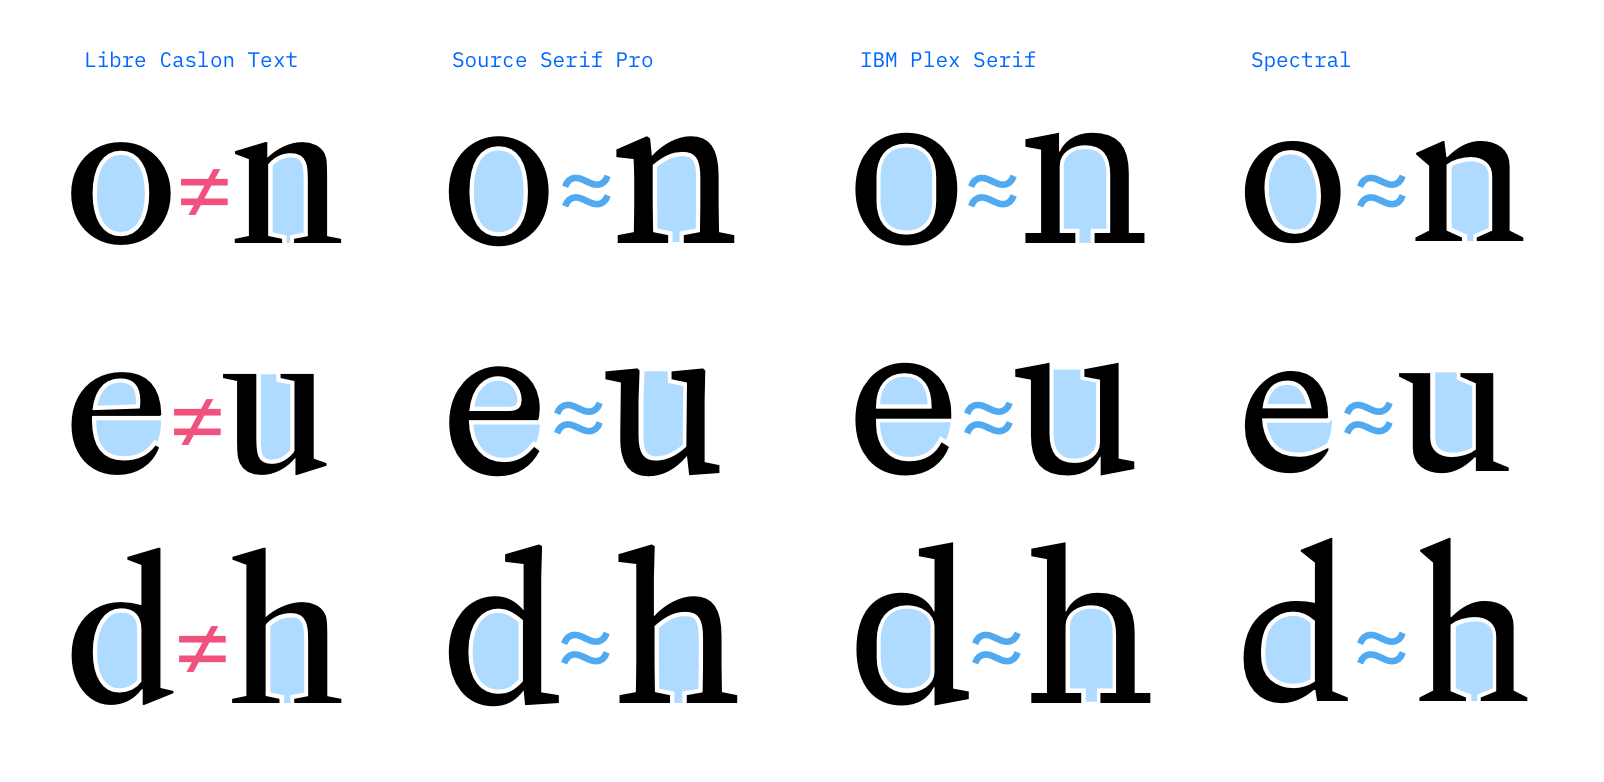 Libre Caslon Text Source Serif Pro IBM Plex Serif Spectral
o≠n o≈n o≈n o≈n
e≠u e≈u e≈u e≈u
d≠h d≈h d≈h d≈h